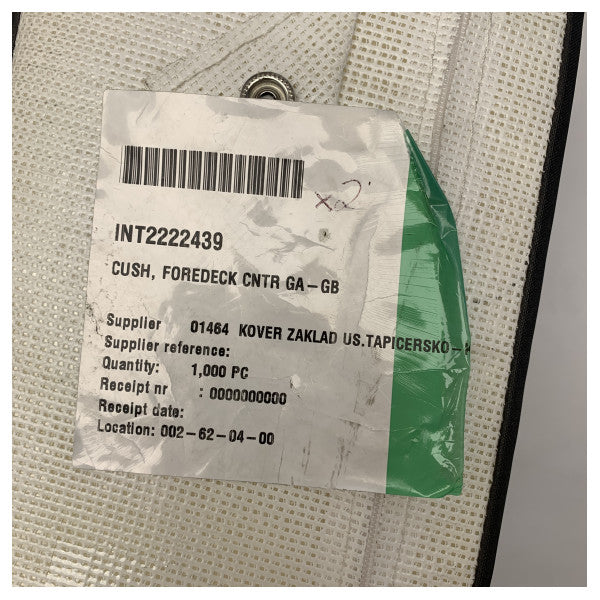 x2
INT2222439
CUSH, FOREDECK CNTR GA-GB
Supplier 01464 KOVER ZAKLAD US.TAPICERSKO-
Supplier reference:
Quantity: 1,000 PC
Receipt nr : 0000000000
Receipt date:
Location: 002-62-04-00